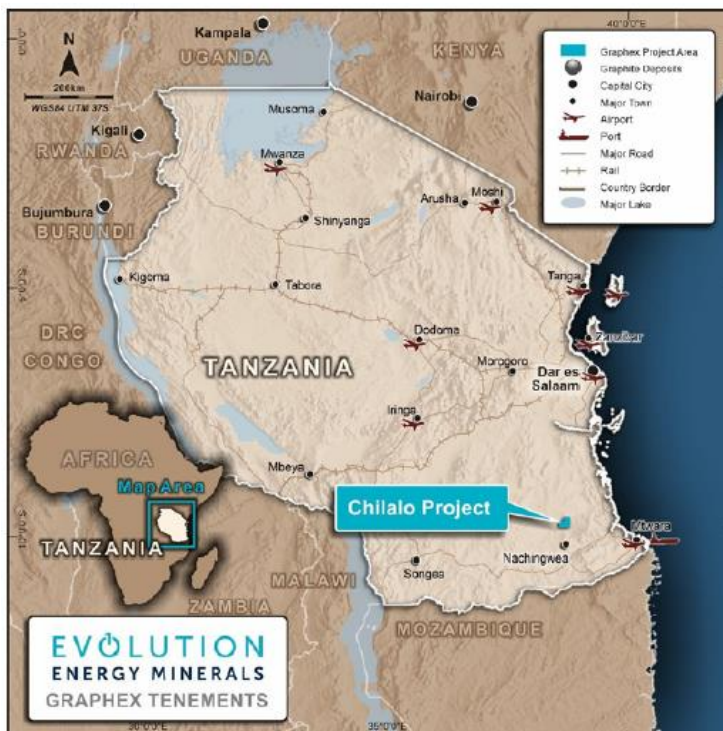 Kampala
UGANDA
KENYA
40°0'0"E
N
200km
WGS84 UTM 37S
Graphex Project Area
Graphite Deposits
Capital City
Major Town
Airport
Port
Major Road
Rail
Country Border
Major Lake
Musoma
Nairobi
Kigali
RWANDA
Mwanza
Arusha
Moshi
Bujumbura
BURUNDI
Shinyanga
Kigoma
Tabora
Tanga
DRC
CONGO
Dodoma
Zanzibar
TANZANIA
Morogoro
Dar es
Salaam
Iringa
AFRICA
Mbeya
Map Area
Chilalo Project
TANZANIA
Mtwara
Nachingwea
Songea
MALAWI
ZAMBIA
MOZAMBIQUE
EVOLUTION
ENERGY MINERALS
GRAPHEX TENEMENTS
35°0'0"E